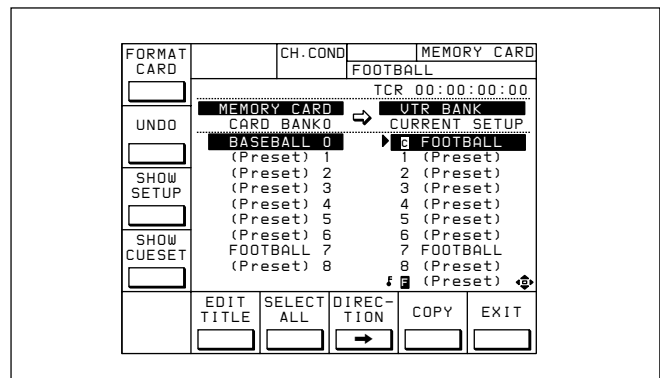 FORMAT CARD
CH.COND
MEMORY CARD
FOOTBALL
TCR 00:00:00:00
MEMORY CARD
VTR BANK
CARD BANK0
CURRENT SETUP
UNDO
BASEBALL 0
C FOOTBALL
(Preset) 1
1 (Preset)
(Preset) 2
2 (Preset)
SHOW SETUP
(Preset) 3
3 (Preset)
(Preset) 4
4 (Preset)
(Preset) 5
5 (Preset)
(Preset) 6
6 (Preset)
SHOW CUESET
FOOTBALL 7
7 FOOTBALL
(Preset) 8
8 (Preset)
F (Preset)
EDIT TITLE
SELECT ALL
DIREC-
TION
COPY
EXIT